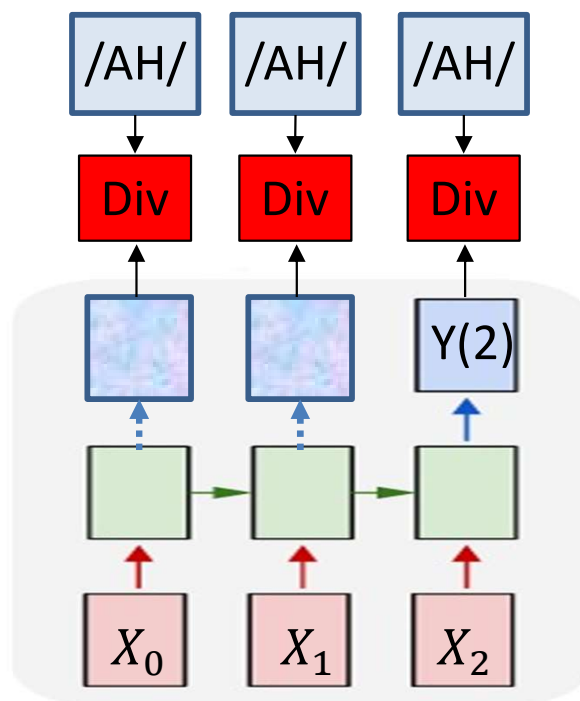 /AH/ /AH/ /AH/
Div Div Div
Y(2)
X₀ X₁ X₂